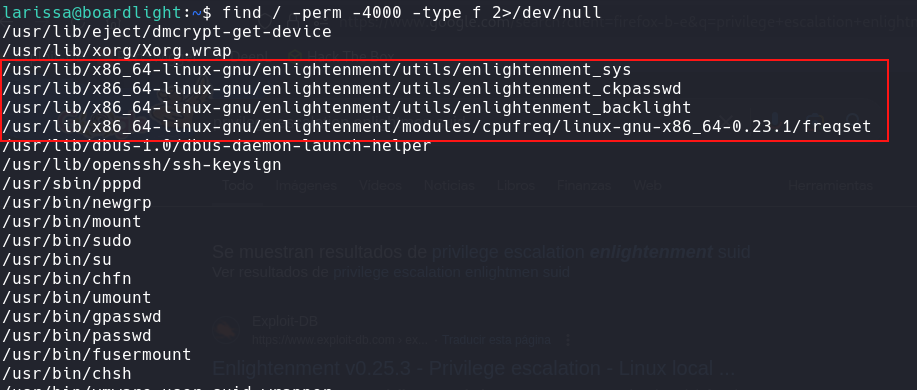 larissa@boardlight:~$ find / -perm -4000 -type f 2>/dev/null
/usr/lib/eject/dmcrypt-get-device
/usr/lib/xorg/Xorg.wrap
/usr/lib/x86_64-linux-gnu/enlightenment/utils/enlightenment_sys
/usr/lib/x86_64-linux-gnu/enlightenment/utils/enlightenment_ckpasswd
/usr/lib/x86_64-linux-gnu/enlightenment/utils/enlightenment_backlight
/usr/lib/x86_64-linux-gnu/enlightenment/modules/cpufreq/linux-gnu-x86_64-0.23.1/freqset
/usr/lib/dbus-1.0/dbus-daemon-launch-helper
/usr/lib/openssh/ssh-keysign
/usr/sbin/pppd
Todo Imágenes Vídeos Noticias Libros Finanzas Web Herramientas
/usr/bin/newgrp
/usr/bin/mount
/usr/bin/sudo
Se muestran resultados de privilege escalation enlightenment suid
/usr/bin/su
Ver resultados de privilege escalation enlightmen suid
/usr/bin/chfn
/usr/bin/umount
/usr/bin/gpasswd
Exploit-DB
/usr/bin/passwd
https://www.exploit-db.com › ex... · Traducir esta página
/usr/bin/fusermount
Enlightenment v0.25.3 - Privilege escalation - Linux local ...
/usr/bin/chsh